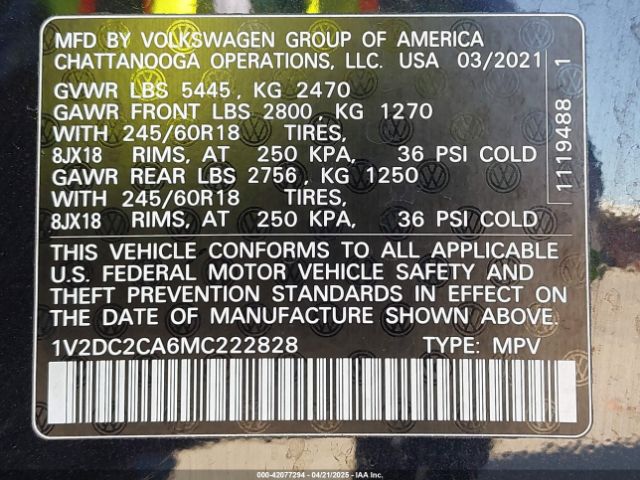 MFD BY VOLKSWAGEN GROUP OF AMERICA
CHATTANOOGA OPERATIONS, LLC. USA 03/2021
GVWR LBS 5445, KG 2470
GAWR FRONT LBS 2800, KG 1270
WITH 245/60R18 TIRES,
8JX18 RIMS, AT 250 KPA, 36 PSI COLD
GAWR REAR LBS 2756, KG 1250
WITH 245/60R18 TIRES,
8JX18 RIMS, AT 250 KPA, 36 PSI COLD
THIS VEHICLE CONFORMS TO ALL APPLICABLE
U.S. FEDERAL MOTOR VEHICLE SAFETY AND
THEFT PREVENTION STANDARDS IN EFFECT ON
THE DATE OF MANUFACTURE SHOWN ABOVE.
1V2DC2CA6MC222828 TYPE: MPV
1119488 1
000-42077294 - 04/21/2025 - IAAI.com